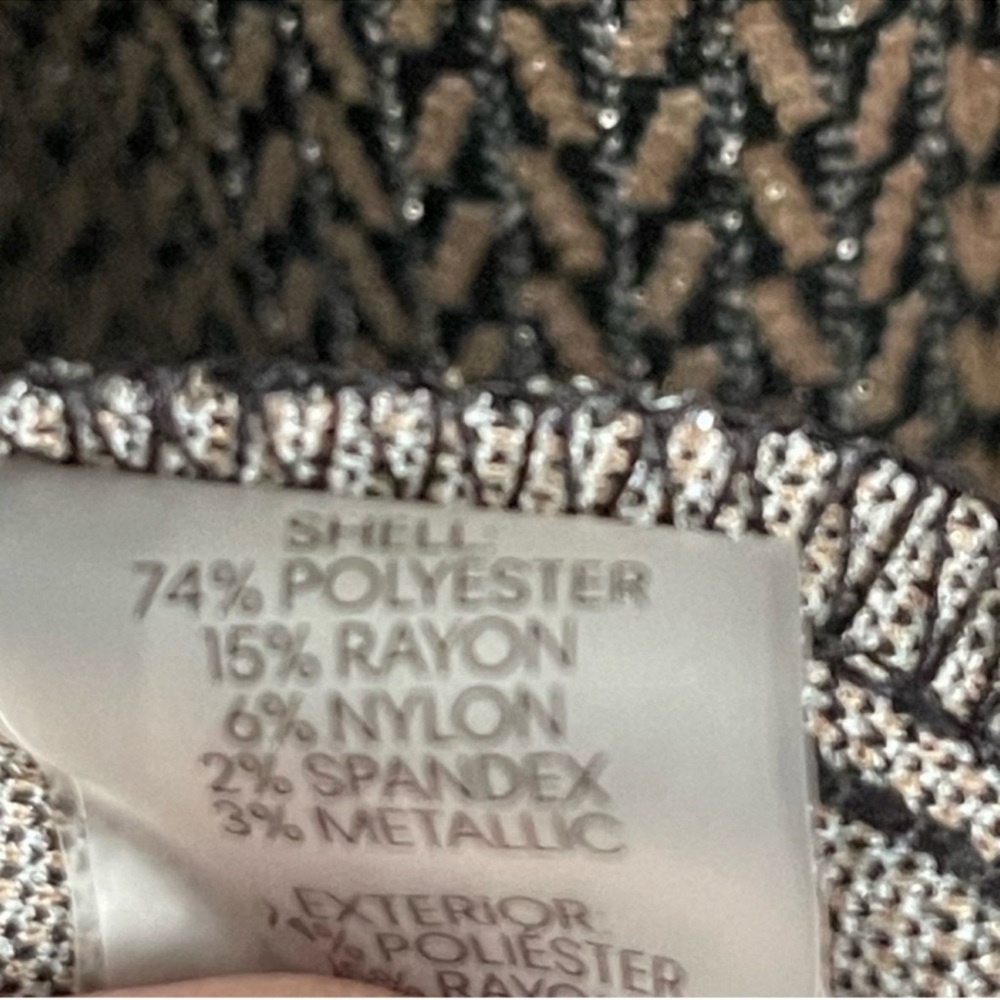 SHELL:
74% POLYESTER
15% RAYON
6% NYLON
2% SPANDEX
3% METALLIC
EXTERIOR:
POLIÉSTER